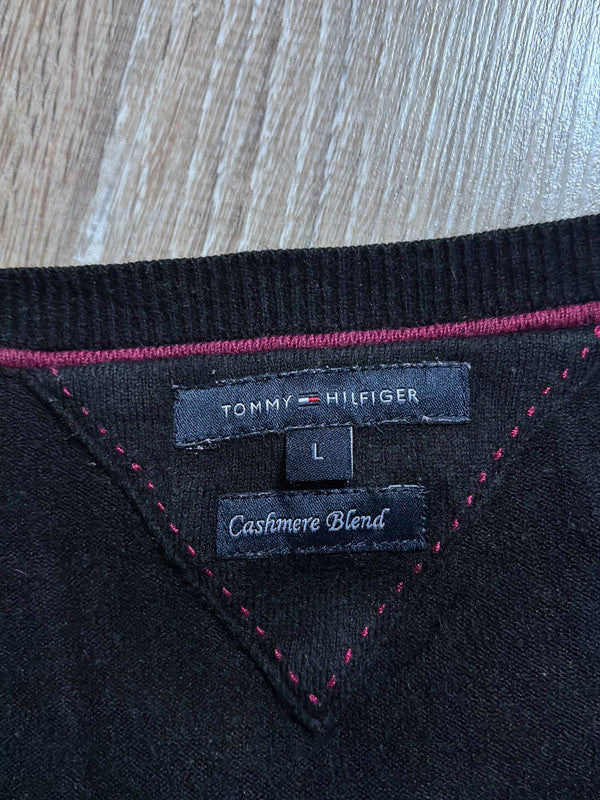 TOMMY HILFIGER
L
Cashmere Blend